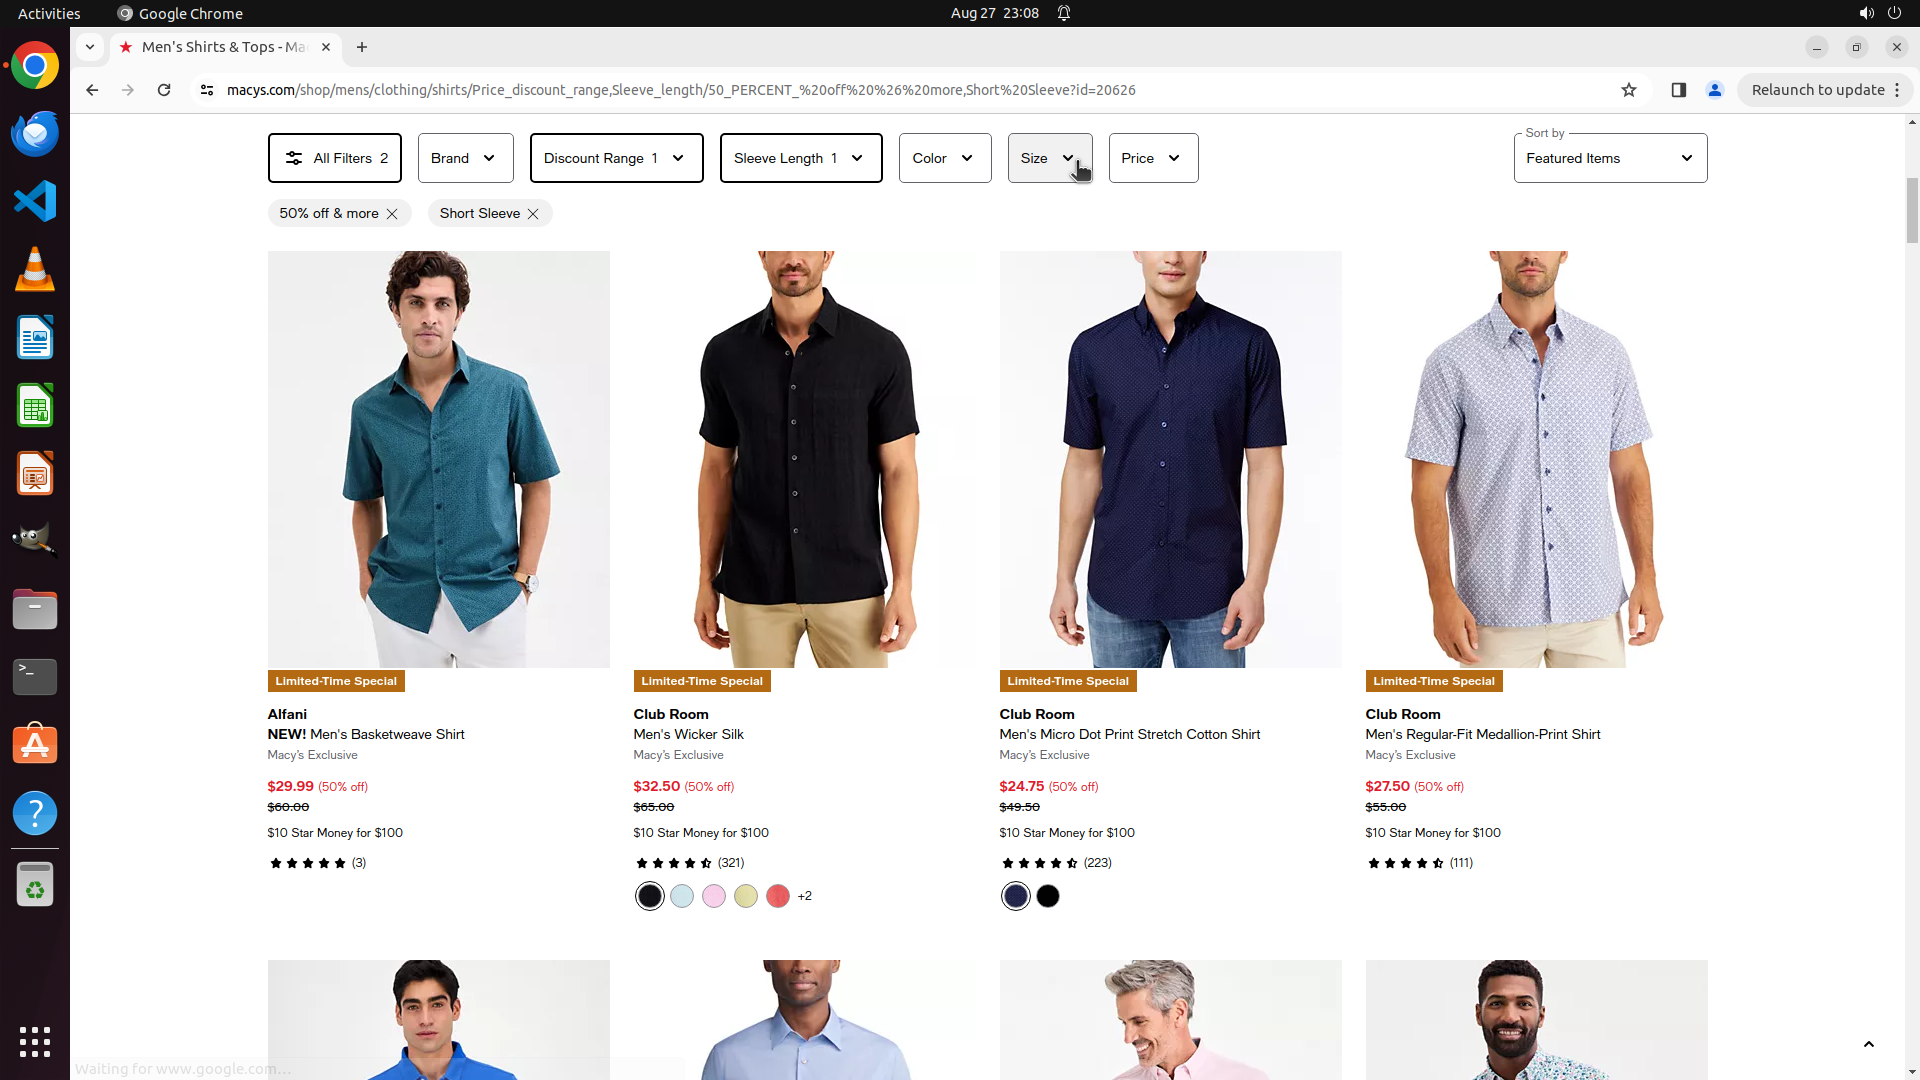 Activities
Google Chrome
Aug 27 23:08
Men's Shirts & Tops - Ma
macys.com/shop/mens/clothing/shirts/Price_discount_range,Sleeve_length/50_PERCENT_%20off%20%26%20more,Short%20Sleeve?id=20626
Relaunch to update
All Filters 2
Brand
Discount Range 1
Sleeve Length 1
Color
Size
Price
Sort by
Featured Items
50% off & more
Short Sleeve
Limited-Time Special
Alfani
NEW! Men's Basketweave Shirt
Macy's Exclusive
$29.99 (50% off)
$60.00
$10 Star Money for $100
(3)
Limited-Time Special
Club Room
Men's Wicker Silk
Macy's Exclusive
$32.50 (50% off)
$65.00
$10 Star Money for $100
(321)
+2
Limited-Time Special
Club Room
Men's Micro Dot Print Stretch Cotton Shirt
Macy's Exclusive
$24.75 (50% off)
$49.50
$10 Star Money for $100
(223)
Limited-Time Special
Club Room
Men's Regular-Fit Medallion-Print Shirt
Macy's Exclusive
$27.50 (50% off)
$55.00
$10 Star Money for $100
(111)
Waiting for www.google.com...